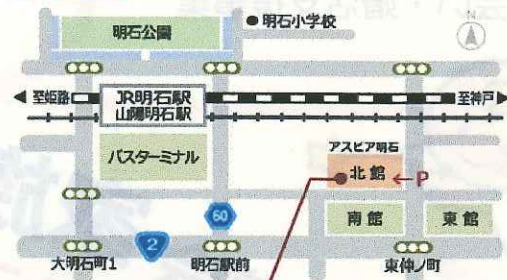 明石公園
●明石小学校
N
至姫路
JR明石駅
山陽明石駅
至神戸
バスターミナル
アスピア明石
北館
P
60
南館
東館
2
大明石町1
明石駅前
東仲ノ町